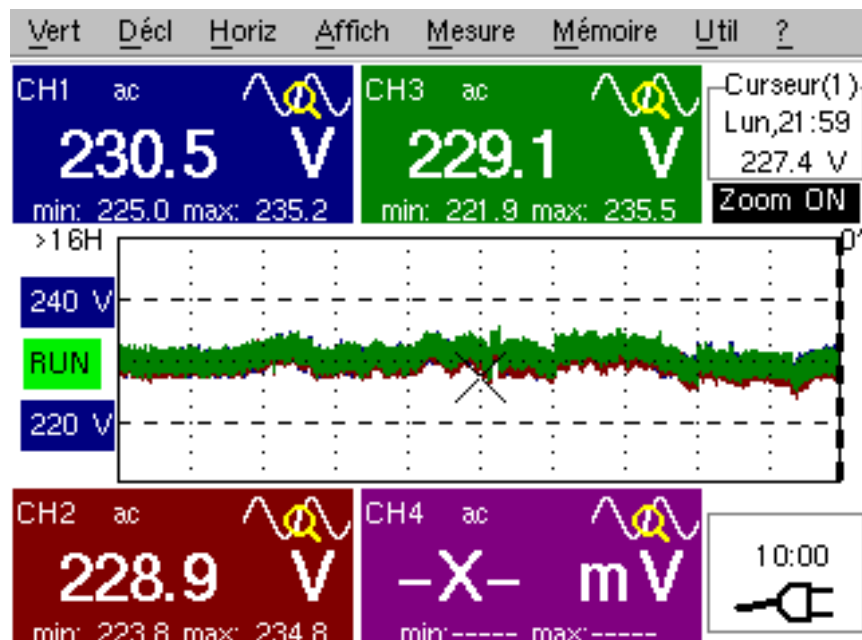 Vert Décl Horiz Affich Mesure Mémoire Util ?
CH1 ac
230.5 V
min: 225.0 max: 235.2
CH3 ac
229.1 V
min: 221.9 max: 235.5
Curseur(1)
Lun,21:59
227.4 V
Zoom ON
>16H
240 V
RUN
220 V
CH2 ac
228.9 V
min: 223.8 max: 234.8
CH4 ac
-X- mV
min:----- max:-----
10:00